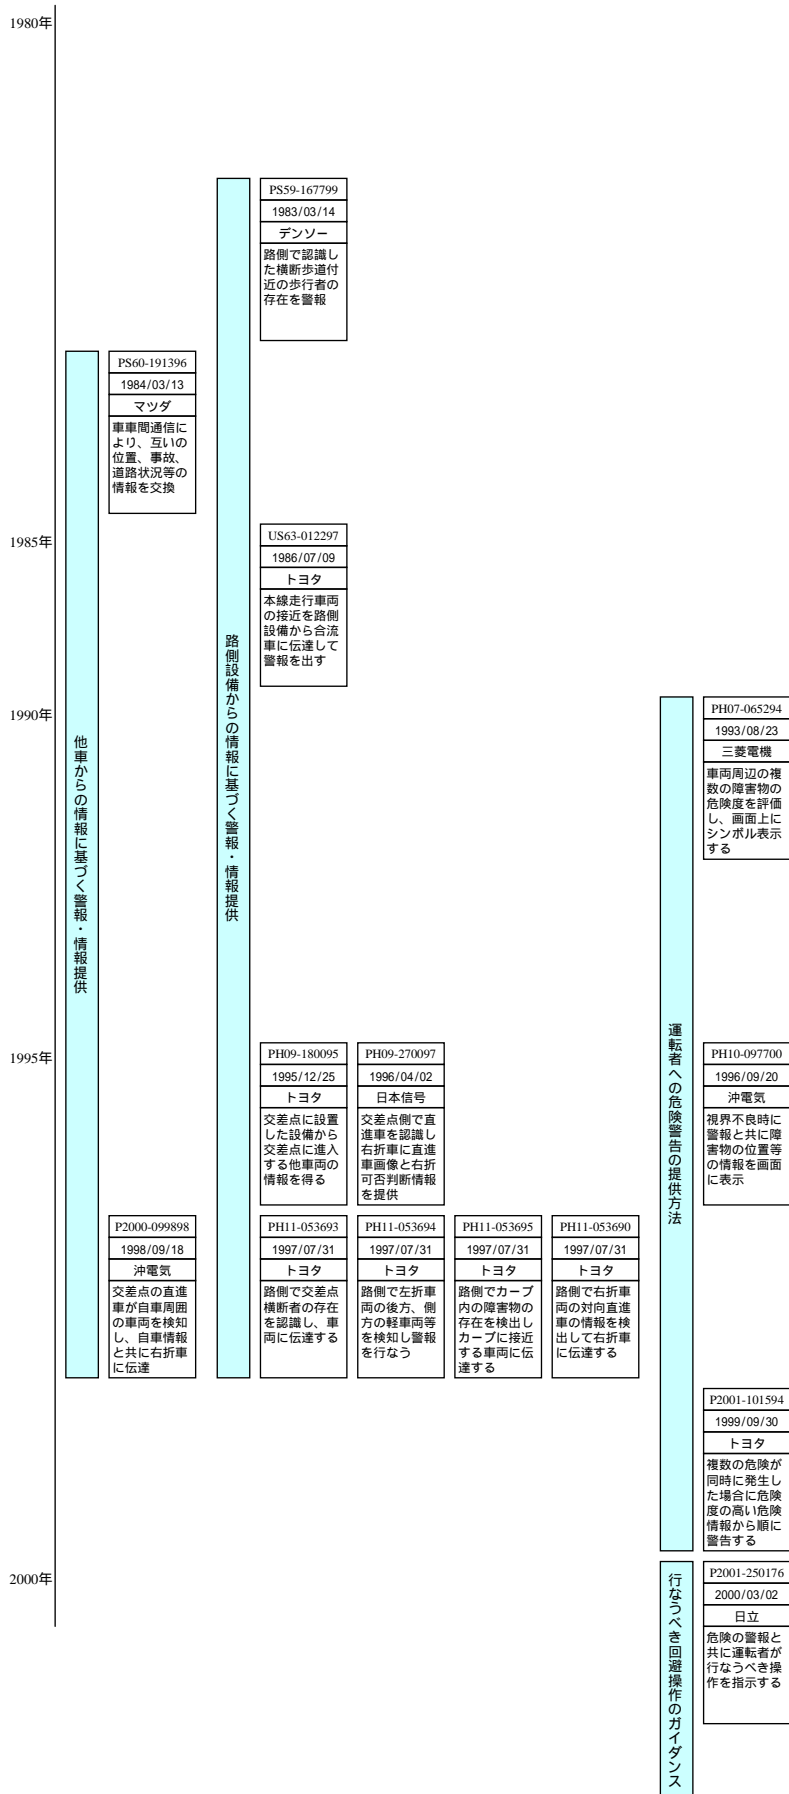 1980年
1985年
1990年
1995年
2000年
他車からの情報に基づく警報・情報提供
PS60-191396
1984/03/13
マツダ
車車間通信に
より、互いの
位置、事故、
道路状況等の
情報を交換
P2000-099898
1998/09/18
沖電気
交差点の直進
車が自車周囲
の車両を検知
し、自車情報
と共に右折車
に伝達
路側設備からの情報に基づく警報・情報提供
PS59-167799
1983/03/14
デンソー
路側で認識し
た横断歩道付
近の歩行者の
存在を警報
US63-012297
1986/07/09
トヨタ
本線走行車両
の接近を路側
設備から合流
車に伝達して
警報を出す
PH09-180095
1995/12/25
トヨタ
交差点に設置
した設備から
交差点に進入
する他車両の
情報を得る
PH09-270097
1996/04/02
日本信号
交差点側で直
進車を認識し
右折車に直進
車画像と右折
可否判断情報
を提供
PH11-053693
1997/07/31
トヨタ
路側で交差点
横断者の存在
を認識し、車
両に伝達する
PH11-053694
1997/07/31
トヨタ
路側で左折車
両の後方、側
方の軽車両等
を検知し警報
を行なう
PH11-053695
1997/07/31
トヨタ
路側でカーブ
内の障害物の
存在を検出し
カーブに接近
する車両に伝
達する
PH11-053690
1997/07/31
トヨタ
路側で右折車
両の対向直進
車の情報を検
出して右折車
に伝達する
運転者への危険警告の提供方法
PH07-065294
1993/08/23
三菱電機
車両周辺の複
数の障害物の
危険度を評価
し、画面上に
シンボル表示
する
PH10-097700
1996/09/20
沖電気
視界不良時に
警報と共に障
害物の位置等
の情報を画面
に表示
P2001-101594
1999/09/30
トヨタ
複数の危険が
同時に発生し
た場合に危険
度の高い危険
情報から順に
警告する
行なうべき回避操作のガイダンス
P2001-250176
2000/03/02
日立
危険の警報と
共に運転者が
行なうべき操
作を指示する